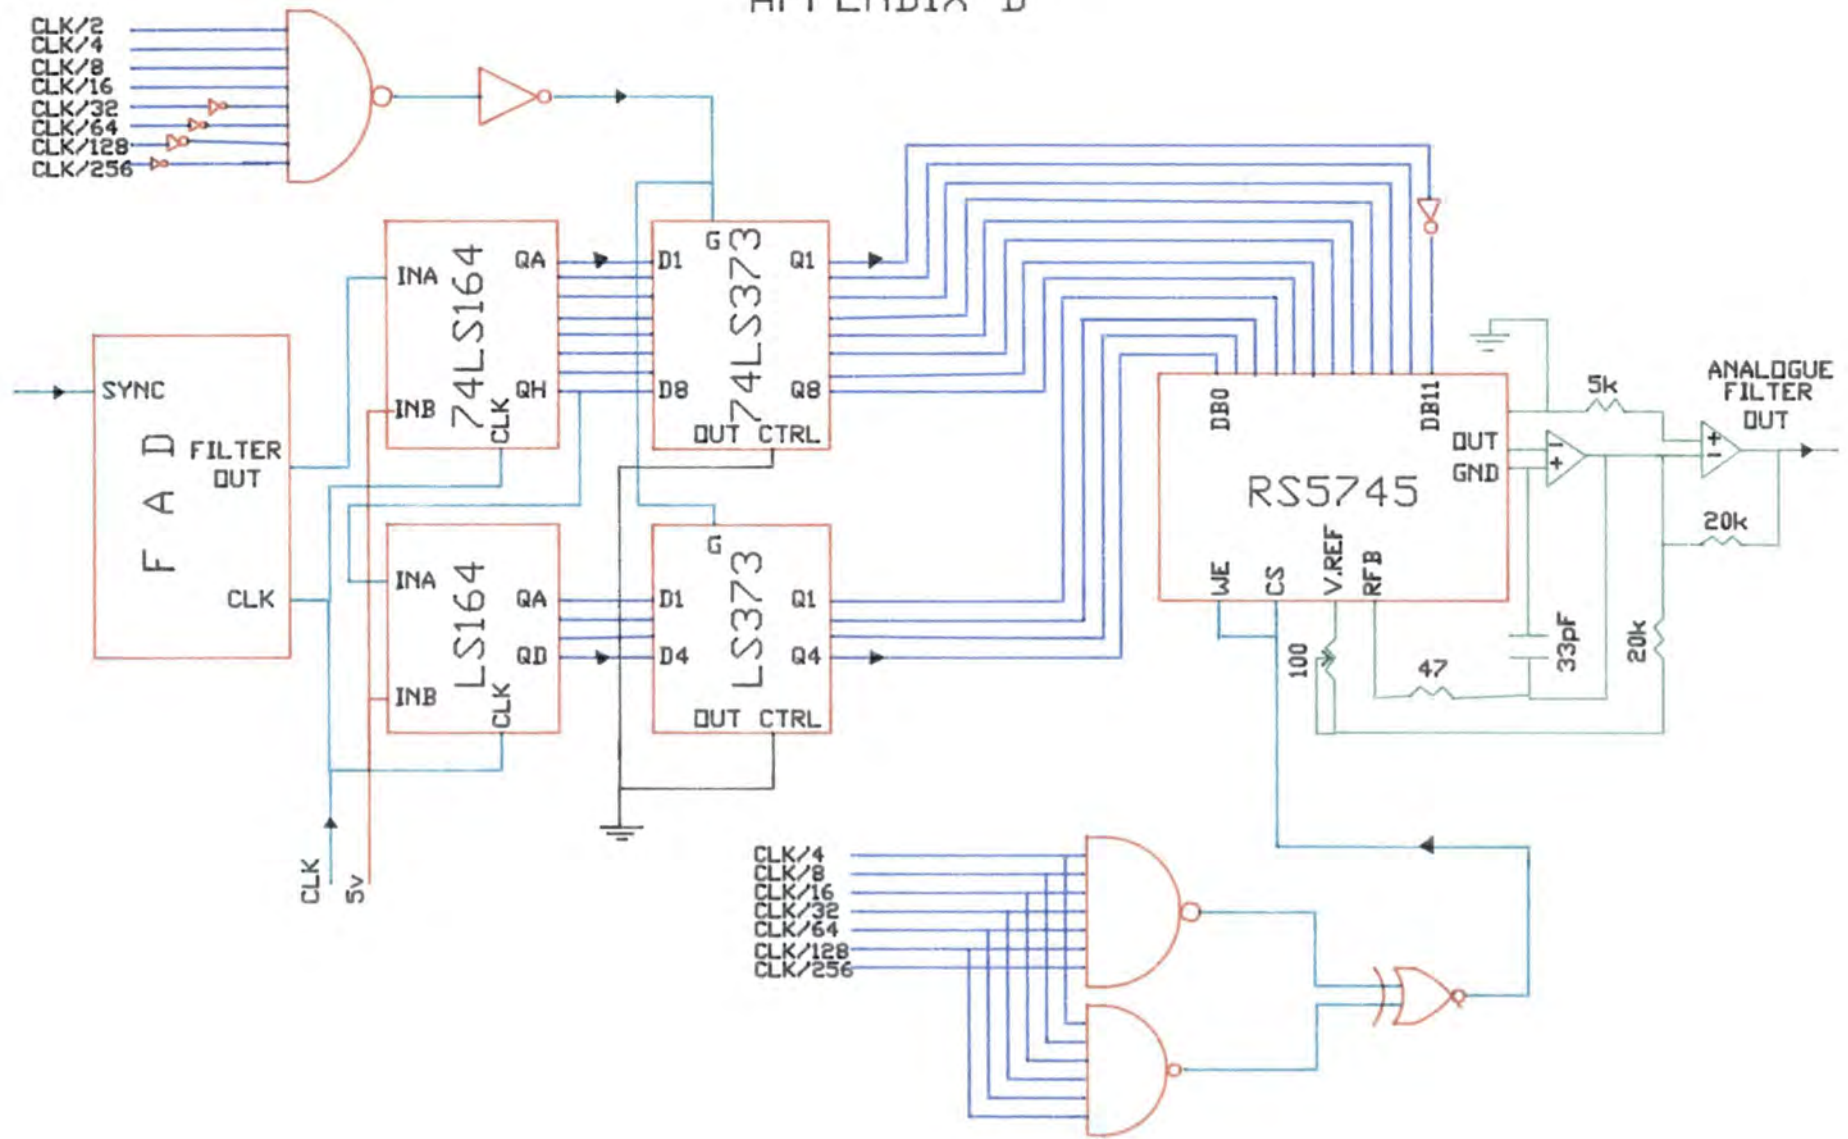 CLK/2
CLK/4
CLK/8
CLK/16
CLK/32
CLK/64
CLK/128
CLK/256
SYNC
FAD
FILTER
OUT
CLK
INA
INB
74LS164
QA
QH
CLK
G
D1
D8
74LS373
Q1
Q8
OUT CTRL
INA
INB
LS164
QA
QD
CLK
G
D1
D4
LS373
Q1
Q4
OUT CTRL
CLK
5v
DB0
DB11
OUT
GND
RS5745
WE
CS
V.REF
RFB
5k
ANALOGUE
FILTER
OUT
-
+
+
-
20k
20k
33pF
47
100
CLK/4
CLK/8
CLK/16
CLK/32
CLK/64
CLK/128
CLK/256